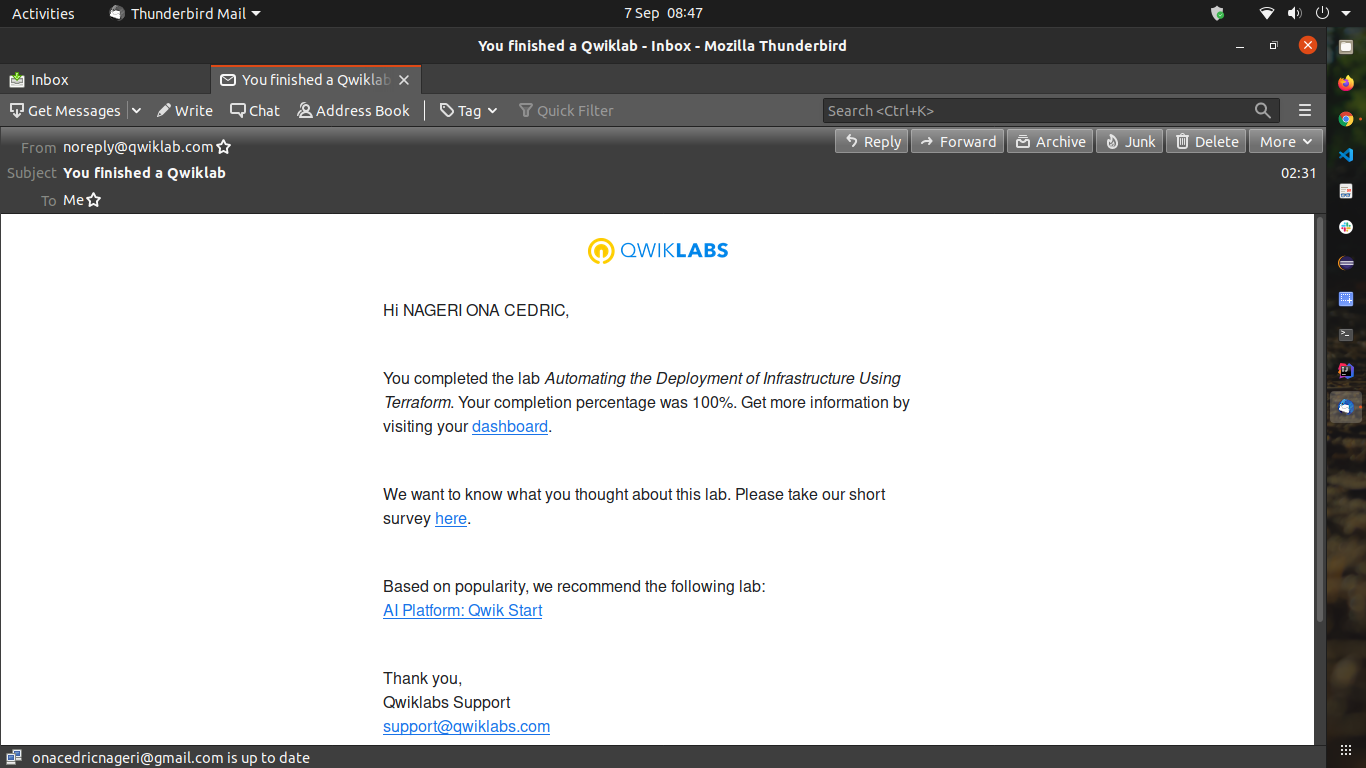 Activities Thunderbird Mail 7 Sep 08:47
You finished a Qwiklab - Inbox - Mozilla Thunderbird
Inbox You finished a Qwiklab
Get Messages Write Chat Address Book Tag Quick Filter Search <Ctrl+K>
From noreply@qwiklab.com Reply Forward Archive Junk Delete More
Subject You finished a Qwiklab 02:31
To Me
QWIKLABS
Hi NAGERI ONA CEDRIC,
You completed the lab Automating the Deployment of Infrastructure Using
Terraform. Your completion percentage was 100%. Get more information by
visiting your dashboard.
We want to know what you thought about this lab. Please take our short
survey here.
Based on popularity, we recommend the following lab:
AI Platform: Qwik Start
Thank you,
Qwiklabs Support
support@qwiklabs.com
onacedricnageri@gmail.com is up to date